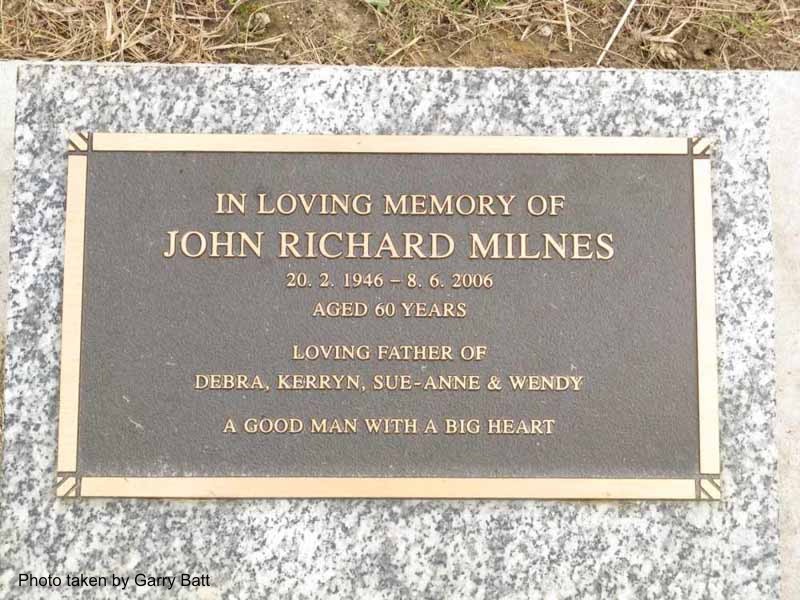 IN LOVING MEMORY OF
JOHN RICHARD MILNES
20. 2. 1946 – 8. 6. 2006
AGED 60 YEARS
LOVING FATHER OF
DEBRA, KERRYN, SUE-ANNE & WENDY
A GOOD MAN WITH A BIG HEART
Photo taken by Garry Batt